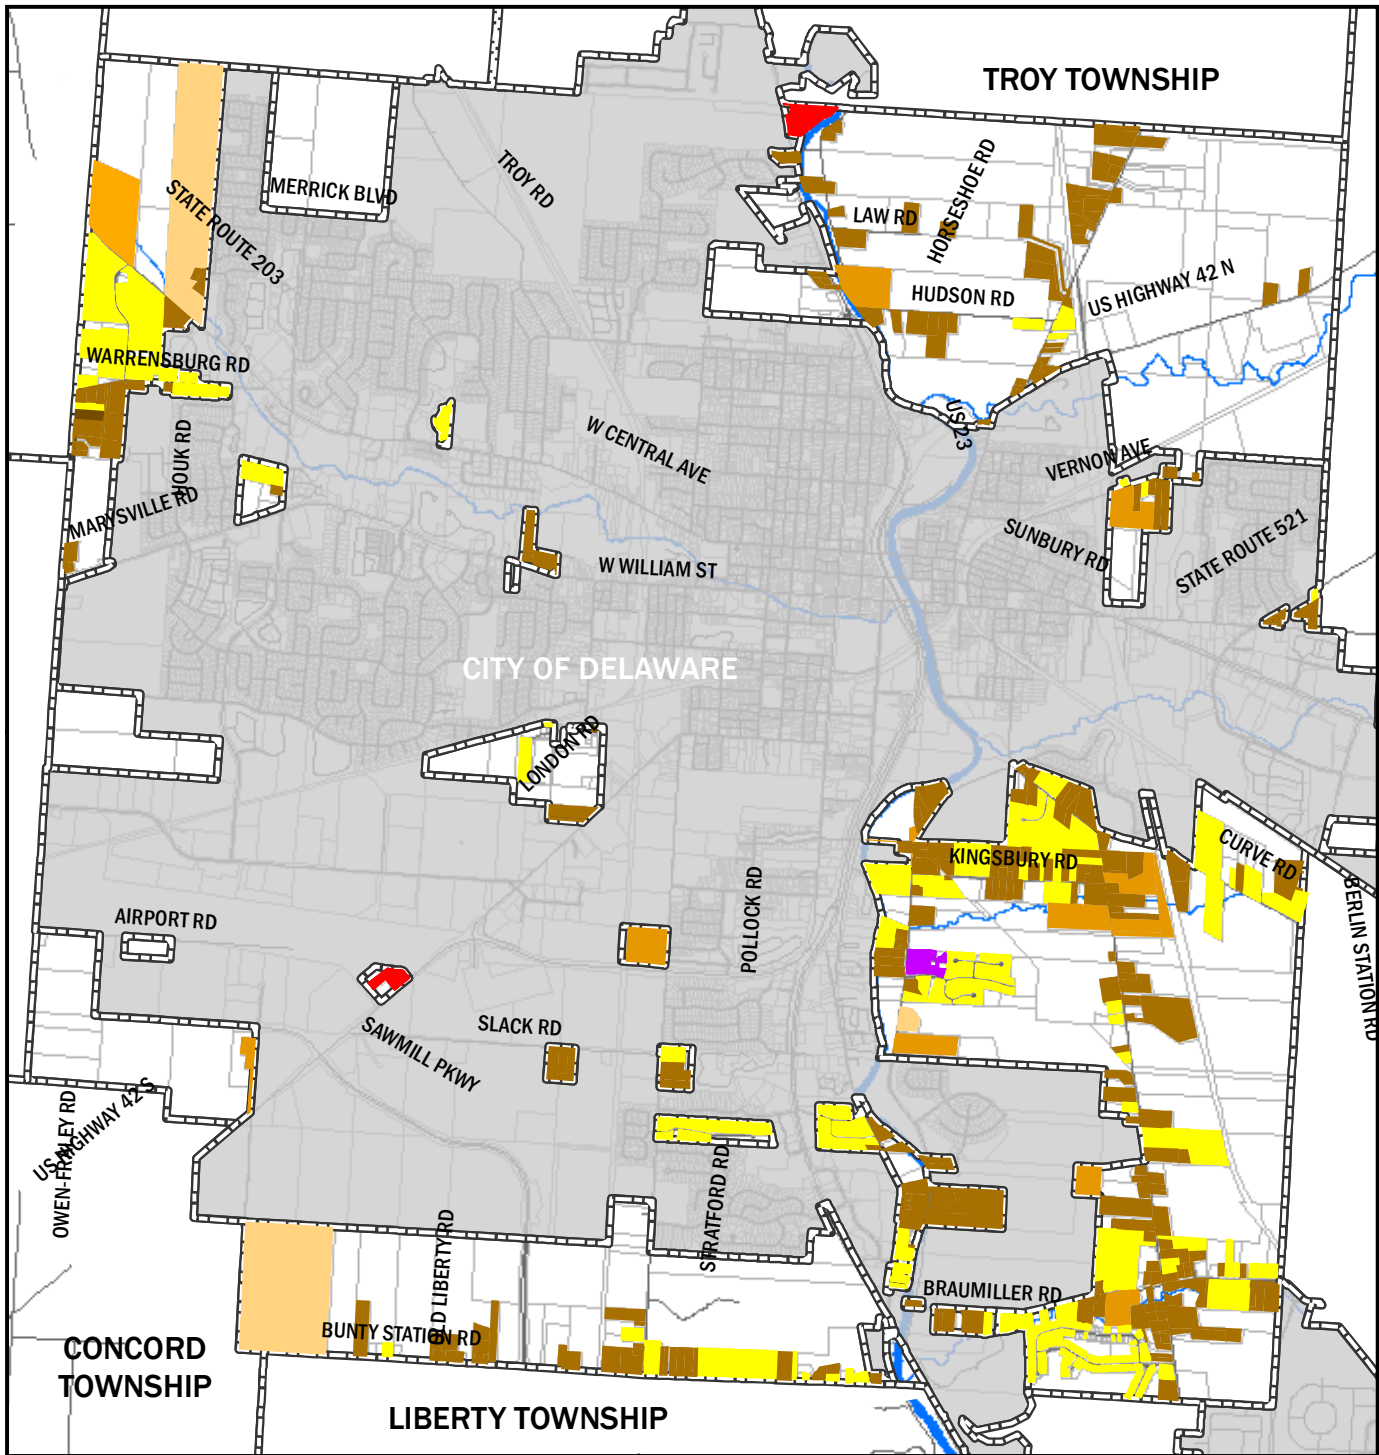 TROY TOWNSHIP
TROY RD
HORSESHOE RD
MERRICK BLVD
STATE ROUTE 203
LAW RD
HUDSON RD
US HIGHWAY 42 N
WARRENSBURG RD
US 23
W CENTRAL AVE
HOUK RD
VERNON AVE
MARYSVILLE RD
SUNBURY RD
STATE ROUTE 521
W WILLIAM ST
CITY OF DELAWARE
LONDON RD
KINGSBURY RD
CURVE RD
BERLIN STATION RD
POLLOCK RD
AIRPORT RD
SLACK RD
SAWMILL PKWY
US HIGHWAY 42 S
OWEN-FRALEY RD
STRATFORD RD
OLD LIBERTY RD
BRAUMILLER RD
BUNTY STATION RD
CONCORD
TOWNSHIP
LIBERTY TOWNSHIP